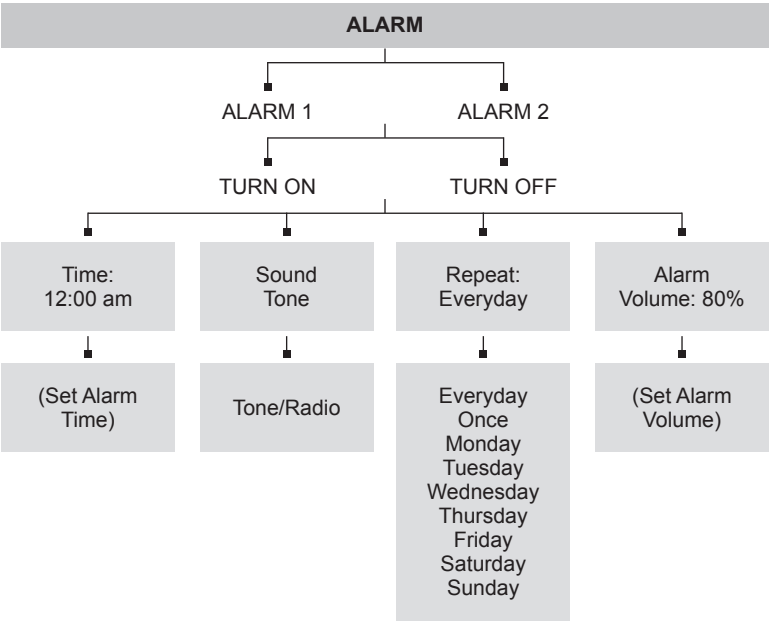 ALARM
ALARM 1
ALARM 2
TURN ON
TURN OFF
Time:
12:00 am
Sound
Tone
Repeat:
Everyday
Alarm
Volume: 80%
(Set Alarm
Time)
Tone/Radio
Everyday
Once
Monday
Tuesday
Wednesday
Thursday
Friday
Saturday
Sunday
(Set Alarm
Volume)